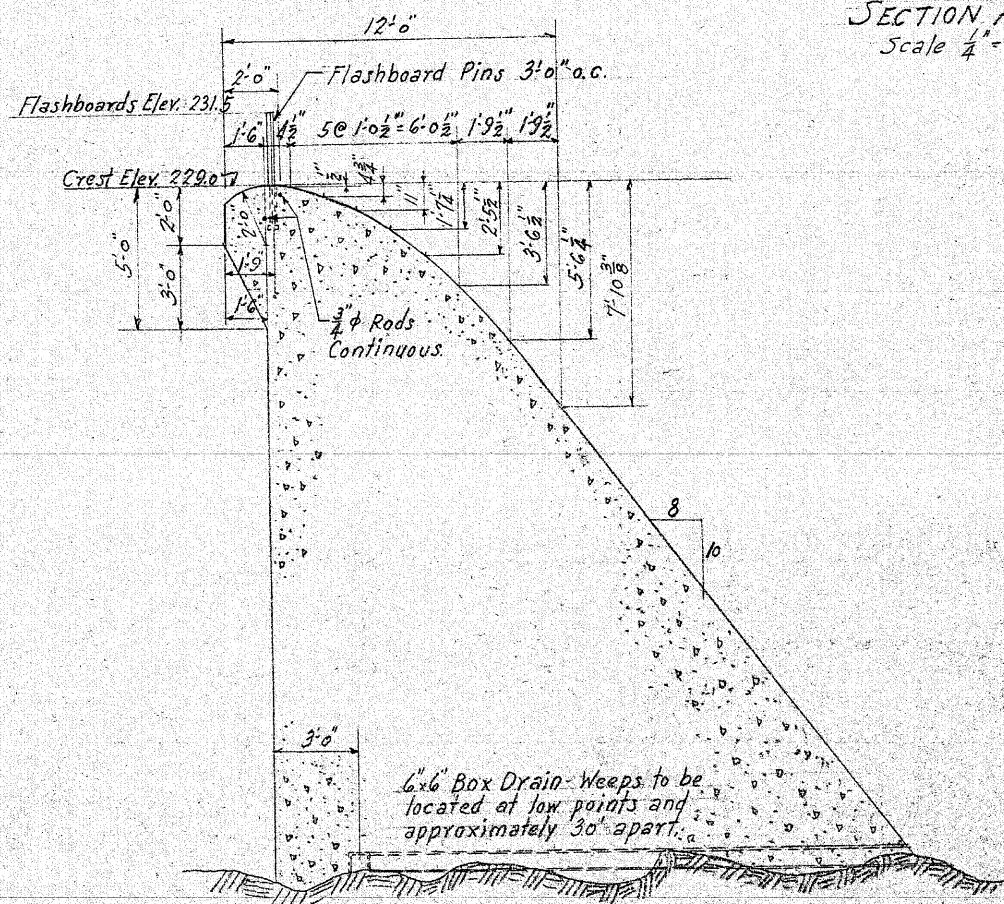 SECTION
Scale 1/4" =
12'-0"
2'-0"
Flashboard Pins 3'-0" o.c.
Flashboards Elev. 231.5
1'-6"
4 1/2"
5 @ 1'-0 1/2" = 6'-0 1/2"
1'-9 1/2"
1'-9 1/2"
Crest Elev. 229.0
1/2"
4 3/4"
11"
1'-7 1/4"
2'-5 1/2"
3'-6 1/2"
5'-6 1/4"
7'-10 3/8"
5'-0"
2'-0"
3'-0"
2'-0"
1'-9"
1'-6"
3/4" ϕ Rods
Continuous.
8
10
3'-0"
6"x6" Box Drain-Weeps to be
located at low points and
approximately 30' apart.